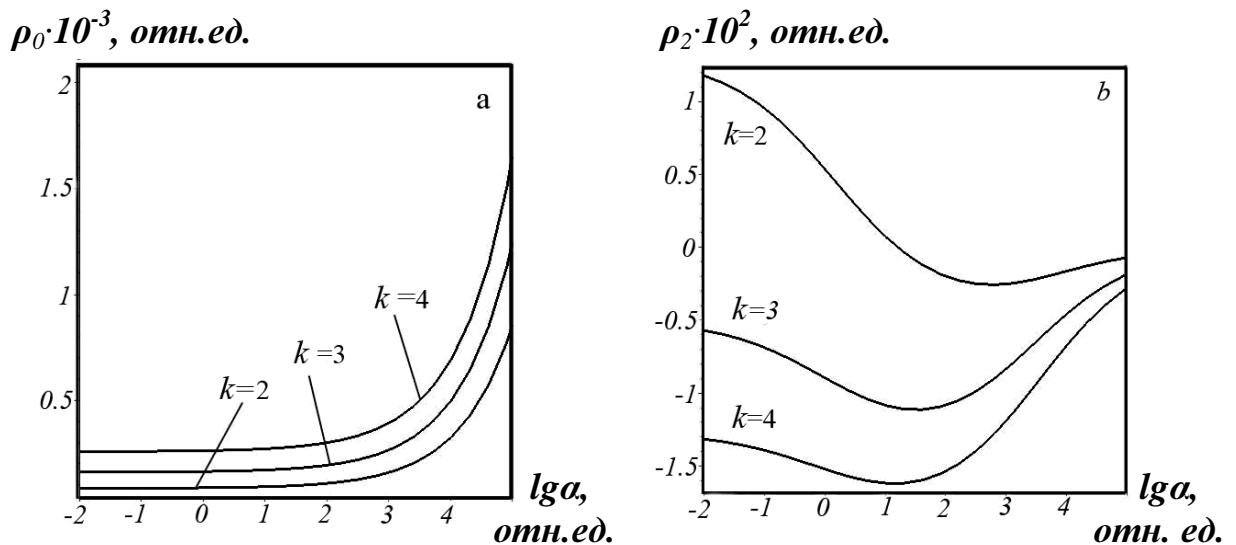 ρ₀·10⁻³, отн.ед.
2
1.5
1
0.5
a
k =4
k =3
k=2
-2 -1 0 1 2 3 4
lgα,
отн.ед.
ρ₂·10², отн.ед.
1
0.5
0
-0.5
-1
-1.5
b
k=2
k=3
k=4
-2 -1 0 1 2 3 4
lgα,
отн. ед.